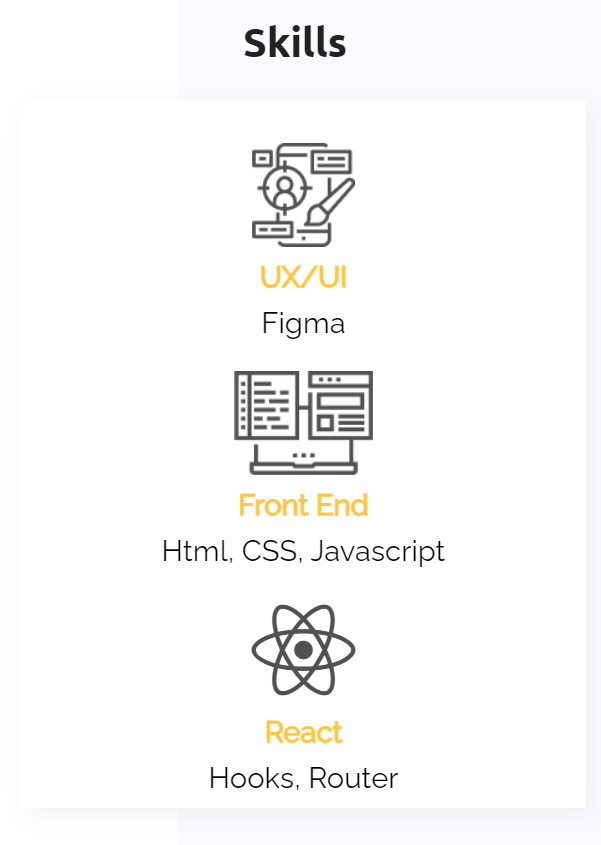 Skills
UX/UI
Figma
Front End
Html, CSS, Javascript
React
Hooks, Router